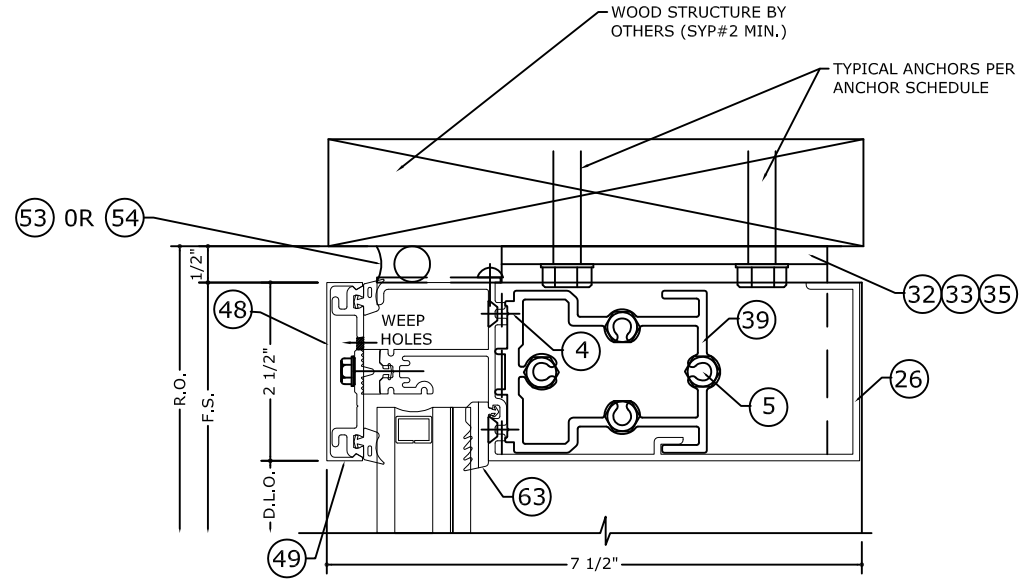 WOOD STRUCTURE BY
OTHERS (SYP#2 MIN.)
TYPICAL ANCHORS PER
ANCHOR SCHEDULE
53 0R 54
1/2"
32 33 35
48
WEEP
HOLES
4
39
5
26
R.O.
F.S.
2 1/2"
D.L.O.
63
49
7 1/2"